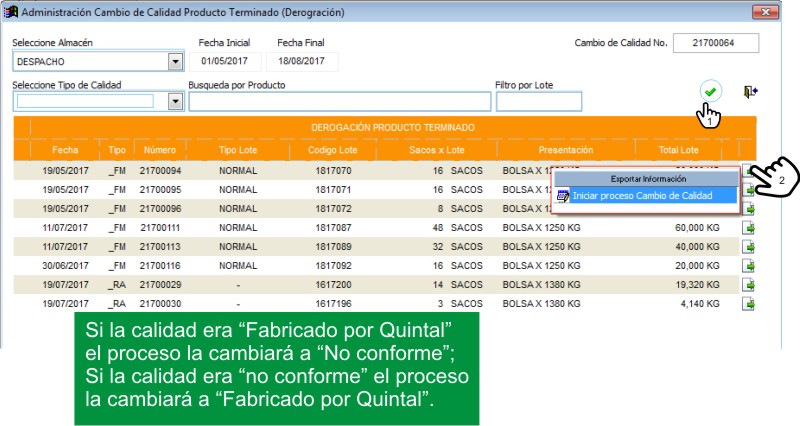 Administración Cambio de Calidad Producto Terminado (Derogración)
Seleccione Almacén Fecha Inicial Fecha Final Cambio de Calidad No. 21700064
DESPACHO 01/05/2017 18/08/2017
Seleccione Tipo de Calidad Busqueda por Producto Filtro por Lote
1
DEROGACIÓN PRODUCTO TERMINADO
Fecha Tipo Número Tipo Lote Codigo Lote Sacos x Lote Presentación Total Lote
19/05/2017 _FM 21700094 NORMAL 1817070 16 SACOS BOLSA X
Exportar Información
2
19/05/2017 _FM 21700095 NORMAL 1817071 16 SACOS BOLSA X
Iniciar proceso Cambio de Calidad
19/05/2017 _FM 21700096 NORMAL 1817072 8 SACOS BOLSA X
11/07/2017 _FM 21700111 NORMAL 1817087 48 SACOS BOLSA X 1250 KG 60,000 KG
11/07/2017 _FM 21700113 NORMAL 1817089 32 SACOS BOLSA X 1250 KG 40,000 KG
30/06/2017 _FM 21700116 NORMAL 1817092 16 SACOS BOLSA X 1250 KG 20,000 KG
19/07/2017 _RA 21700029 - 1617200 14 SACOS BOLSA X 1380 KG 19,320 KG
19/07/2017 _RA 21700030 - 1617196 3 SACOS BOLSA X 1380 KG 4,140 KG
Si la calidad era “Fabricado por Quintal”
el proceso la cambiará a “No conforme”;
Si la calidad era “no conforme” el proceso
la cambiará a “Fabricado por Quintal”.